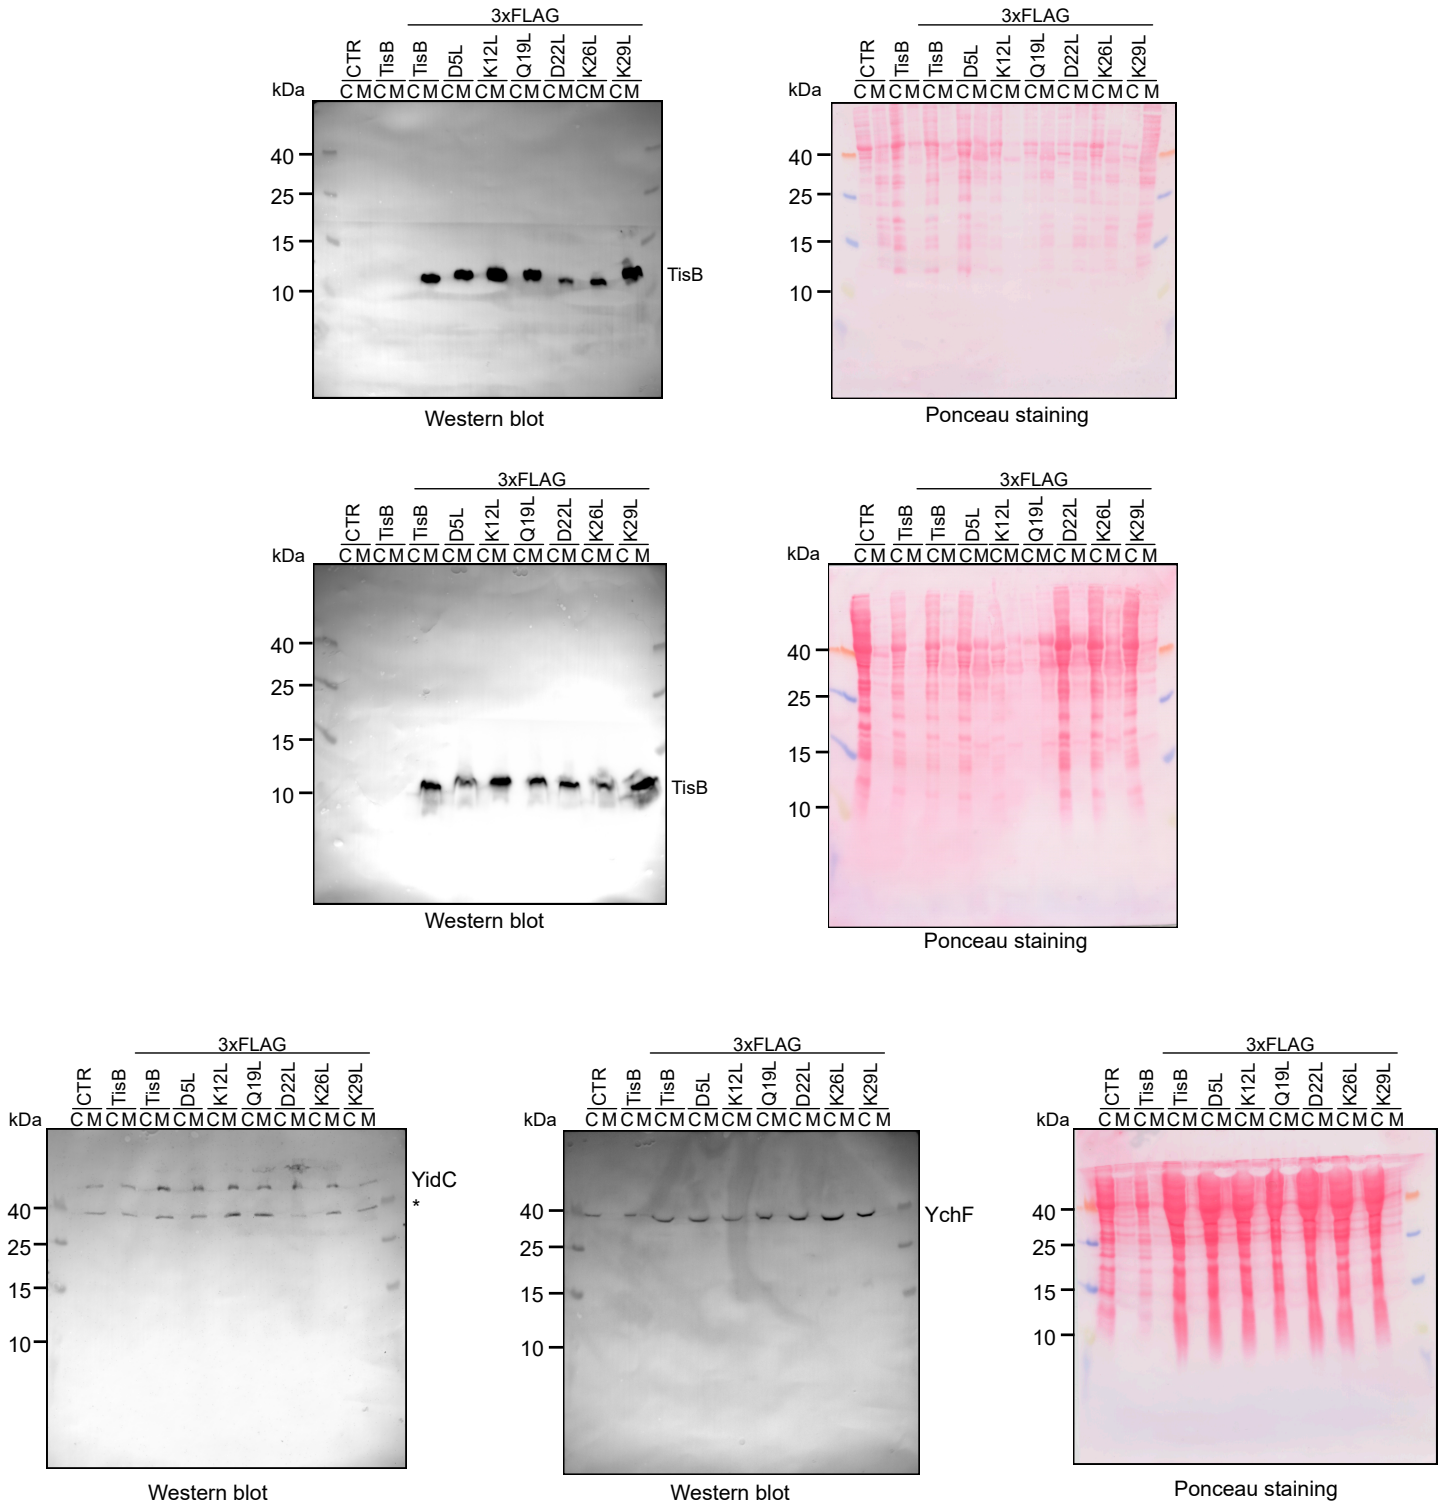 3xFLAG
CTR TisB TisB D5L K12L Q19L D22L K26L K29L
kDa C M C M C M C M C M C M C M C M C M
40
25
15
10
TisB
Western blot
3xFLAG
CTR TisB TisB D5L K12L Q19L D22L K26L K29L
kDa C M C M C M C M C M C M C M C M C M
40
25
15
10
Ponceau staining
3xFLAG
CTR TisB TisB D5L K12L Q19L D22L K26L K29L
kDa C M C M C M C M C M C M C M C M C M
40
25
15
10
TisB
Western blot
3xFLAG
CTR TisB TisB D5L K12L Q19L D22L K26L K29L
kDa C M C M C M C M C M C M C M C M C M
40
25
15
10
Ponceau staining
3xFLAG
CTR TisB TisB D5L K12L Q19L D22L K26L K29L
kDa C M C M C M C M C M C M C M C M C M
YidC
*
40
25
15
10
Western blot
3xFLAG
CTR TisB TisB D5L K12L Q19L D22L K26L K29L
kDa C M C M C M C M C M C M C M C M C M
40
YchF
25
15
10
Western blot
3xFLAG
CTR TisB TisB D5L K12L Q19L D22L K26L K29L
kDa C M C M C M C M C M C M C M C M C M
40
25
15
10
Ponceau staining